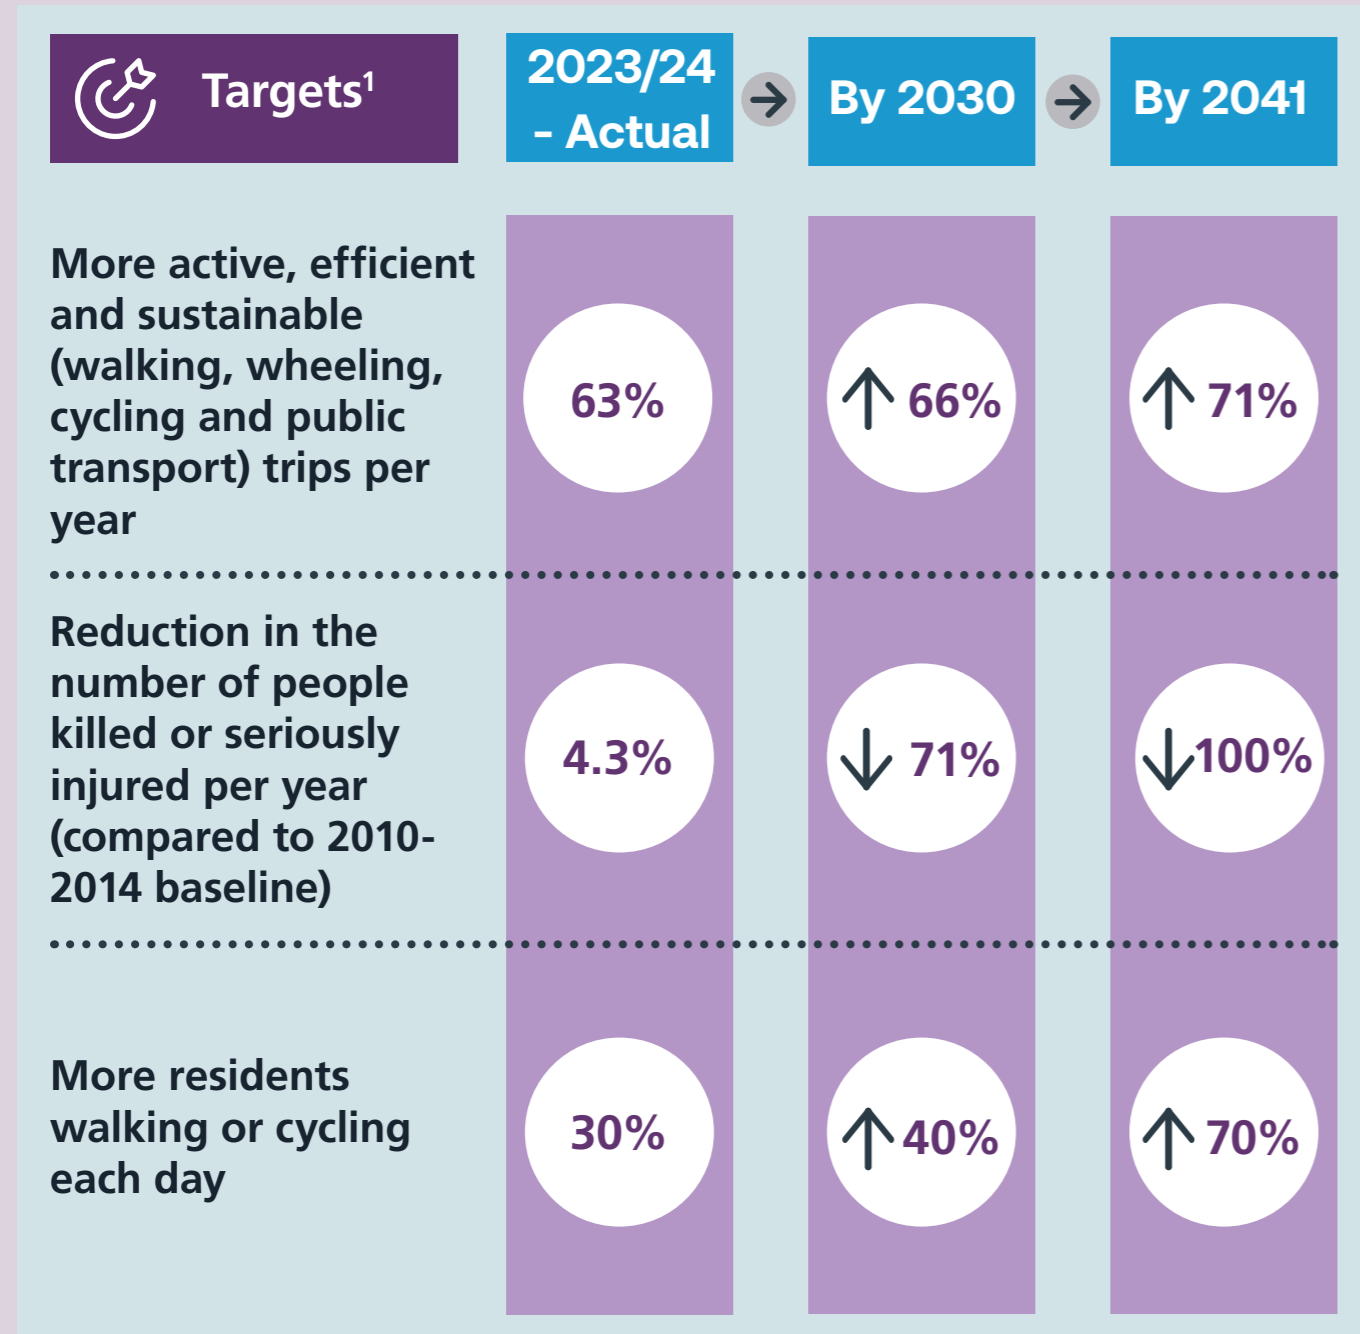 Targets1
2023/24
- Actual
By 2030
By 2041
More active, efficient
and sustainable
(walking, wheeling,
cycling and public
transport) trips per
year
63%
66%
71%
Reduction in the
number of people
killed or seriously
injured per year
(compared to 2010-
2014 baseline)
4.3%
71%
100%
More residents
walking or cycling
each day
30%
40%
70%